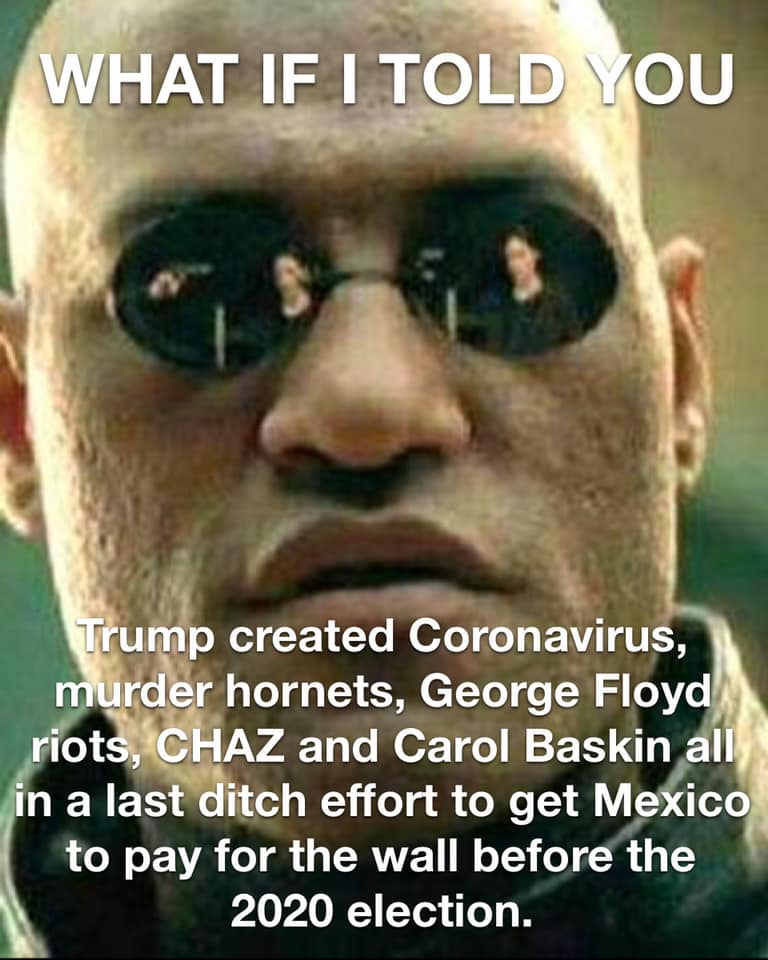 WHAT IF I TOLD YOU
Trump created Coronavirus,
murder hornets, George Floyd
riots, CHAZ and Carol Baskin all
in a last ditch effort to get Mexico
to pay for the wall before the
2020 election.